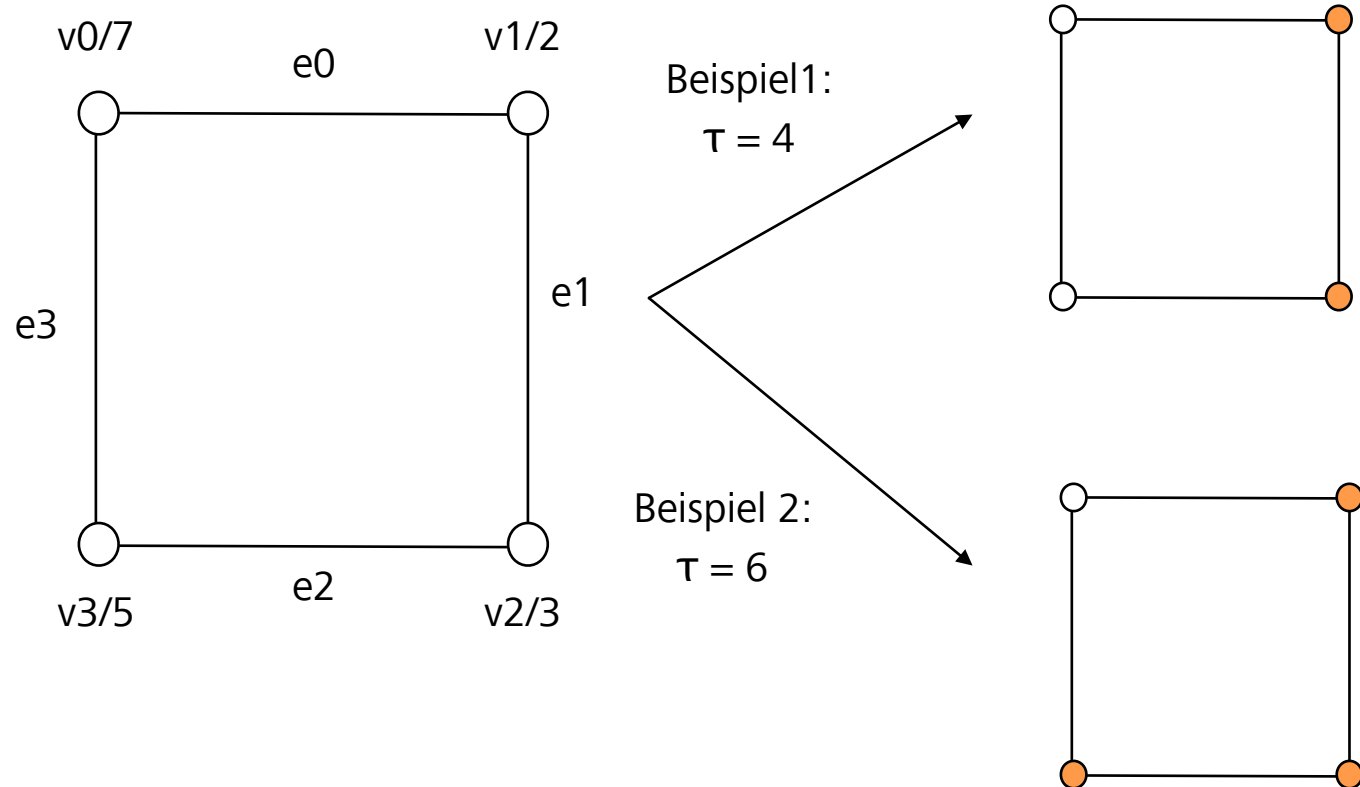 v0/7
e0
v1/2
e3
e1
v3/5
e2
v2/3
Beispiel1:
τ = 4
Beispiel 2:
τ = 6